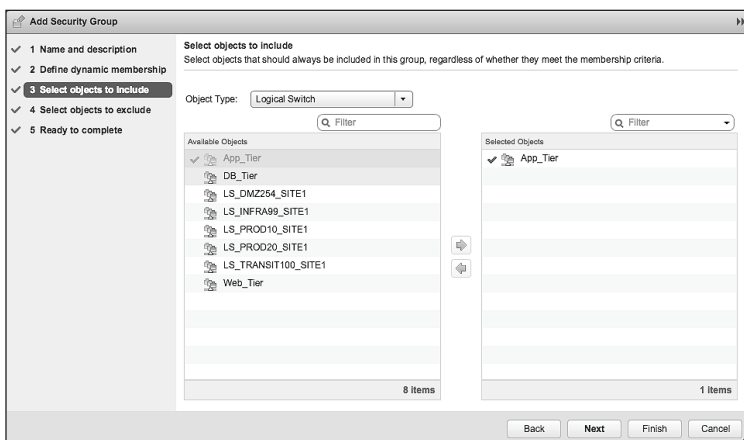 Add Security Group
1 Name and description
2 Define dynamic membership
3 Select objects to include
4 Select objects to exclude
5 Ready to complete
Select objects to include
Select objects that should always be included in this group, regardless of whether they meet the membership criteria.
Object Type: Logical Switch
Filter
Filter
Available Objects
App_Tier
DB_Tier
LS_DMZ254_SITE1
LS_INFRA99_SITE1
LS_PROD10_SITE1
LS_PROD20_SITE1
LS_TRANSIT100_SITE1
Web_Tier
8 items
Selected Objects
App_Tier
1 items
Back Next Finish Cancel